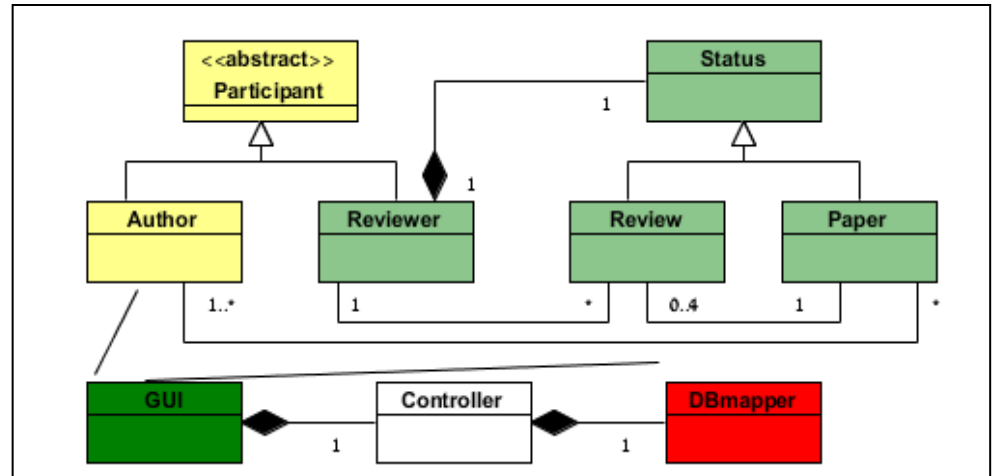 <<abstract>>
Participant
Status
1
1
Author
Reviewer
Review
Paper
1..*
1
*
0..4
1
*
GUI
Controller
DBmapper
1
1